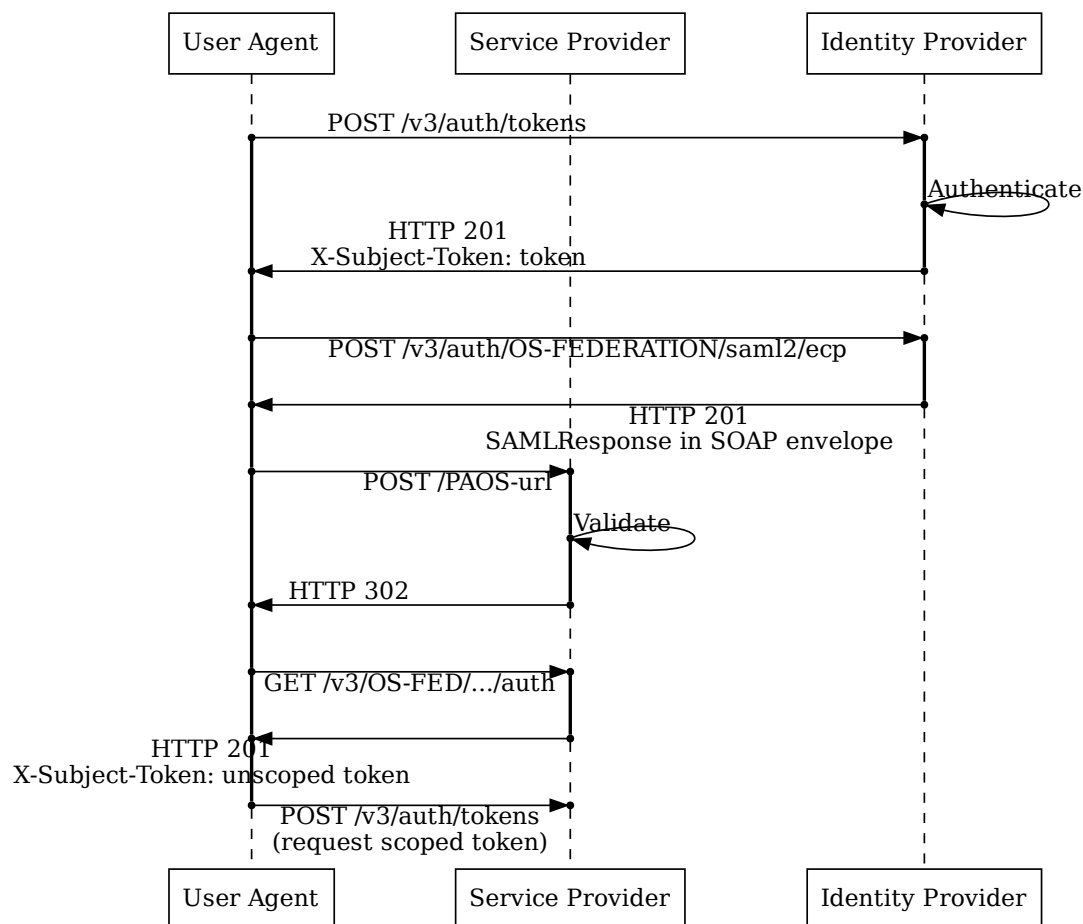 User Agent
Service Provider
Identity Provider
POST /v3/auth/tokens
Authenticate
HTTP 201
X-Subject-Token: token
POST /v3/auth/OS-FEDERATION/saml2/ecp
HTTP 201
SAMLResponse in SOAP envelope
POST /PAOS-url
Validate
HTTP 302
GET /v3/OS-FED/.../auth
HTTP 201
X-Subject-Token: unscoped token
POST /v3/auth/tokens
(request scoped token)
User Agent
Service Provider
Identity Provider